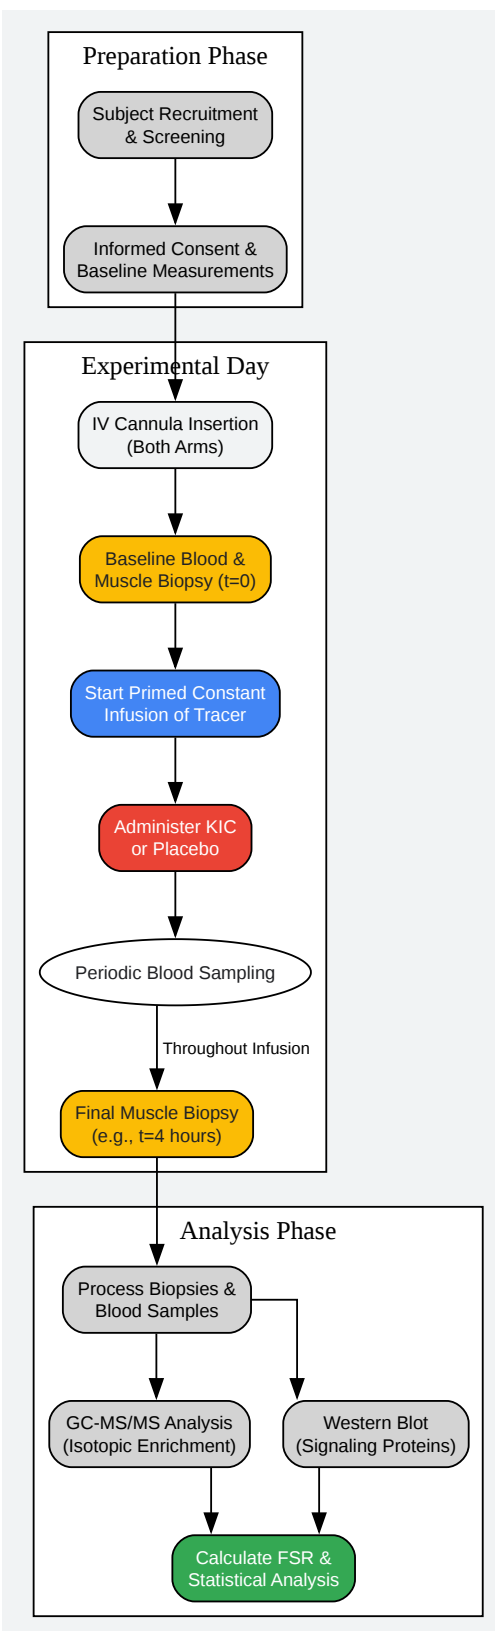 Preparation Phase
Subject Recruitment
& Screening
Informed Consent &
Baseline Measurements
Experimental Day
IV Cannula Insertion
(Both Arms)
Baseline Blood &
Muscle Biopsy (t=0)
Start Primed Constant
Infusion of Tracer
Administer KIC
or Placebo
Periodic Blood Sampling
Throughout Infusion
Final Muscle Biopsy
(e.g., t=4 hours)
Analysis Phase
Process Biopsies &
Blood Samples
GC-MS/MS Analysis
(Isotopic Enrichment)
Western Blot
(Signaling Proteins)
Calculate FSR &
Statistical Analysis